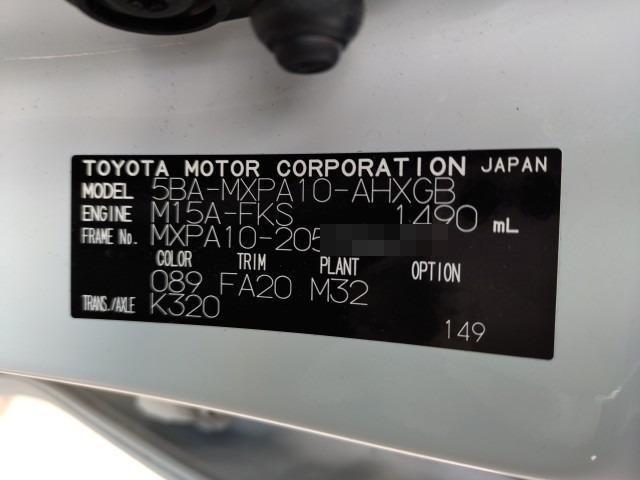 TOYOTA MOTOR CORPORATION JAPAN
MODEL 5BA-MXPA10-AHXGB
ENGINE M15A-FKS 1490 mL
FRAME No. MXPA10-205
COLOR TRIM PLANT OPTION
089 FA20 M32
TRANS./AXLE K320
149